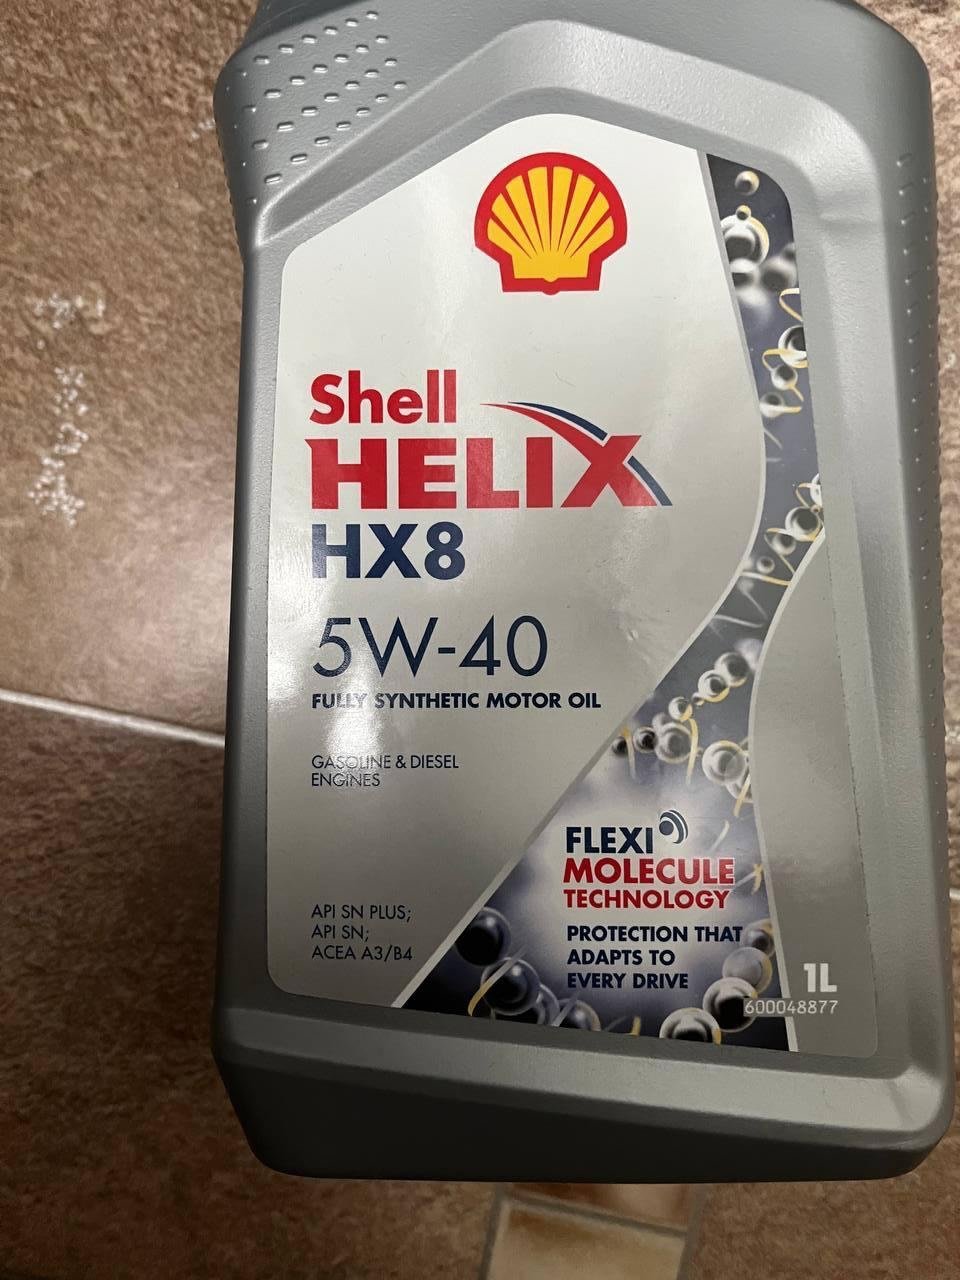 Shell
HELIX
HX8
5W-40
FULLY SYNTHETIC MOTOR OIL
GASOLINE & DIESEL
ENGINES
API SN PLUS;
API SN;
ACEA A3/B4
FLEXI
MOLECULE
TECHNOLOGY
PROTECTION THAT
ADAPTS TO
EVERY DRIVE
1L
600048877